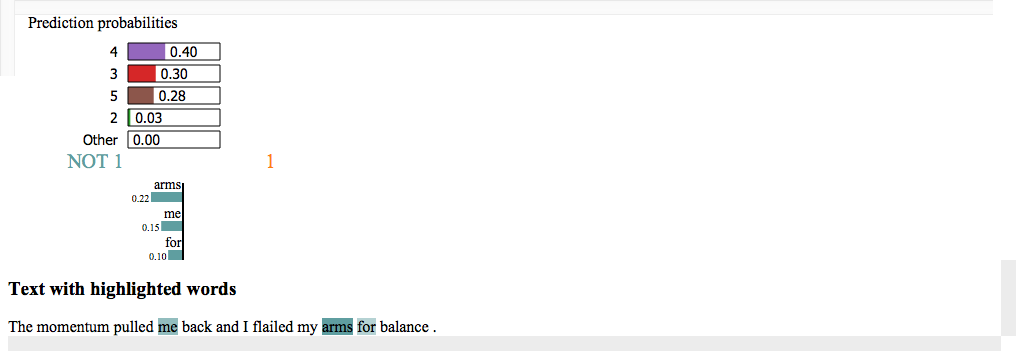 Prediction probabilities
4 0.40
3 0.30
5 0.28
2 0.03
Other 0.00
NOT 1 1
arms
0.22
me
0.15
for
0.10
Text with highlighted words
The momentum pulled me back and I flailed my arms for balance .